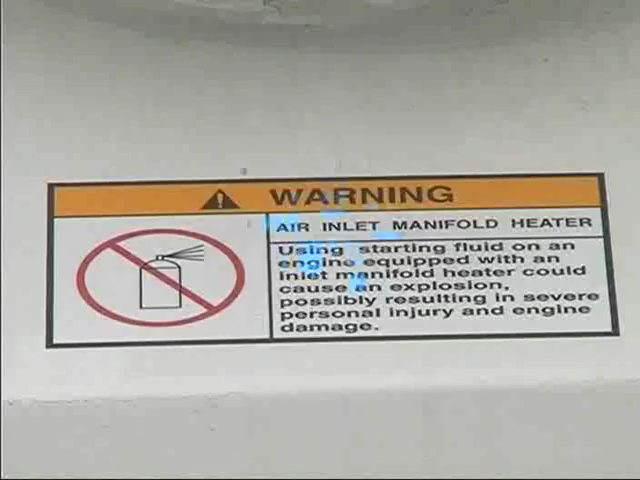 WARNING
AIR INLET MANIFOLD HEATER
Using starting fluid on an
engine equipped with an
inlet manifold heater could
cause an explosion,
possibly resulting in severe
personal injury and engine
damage.